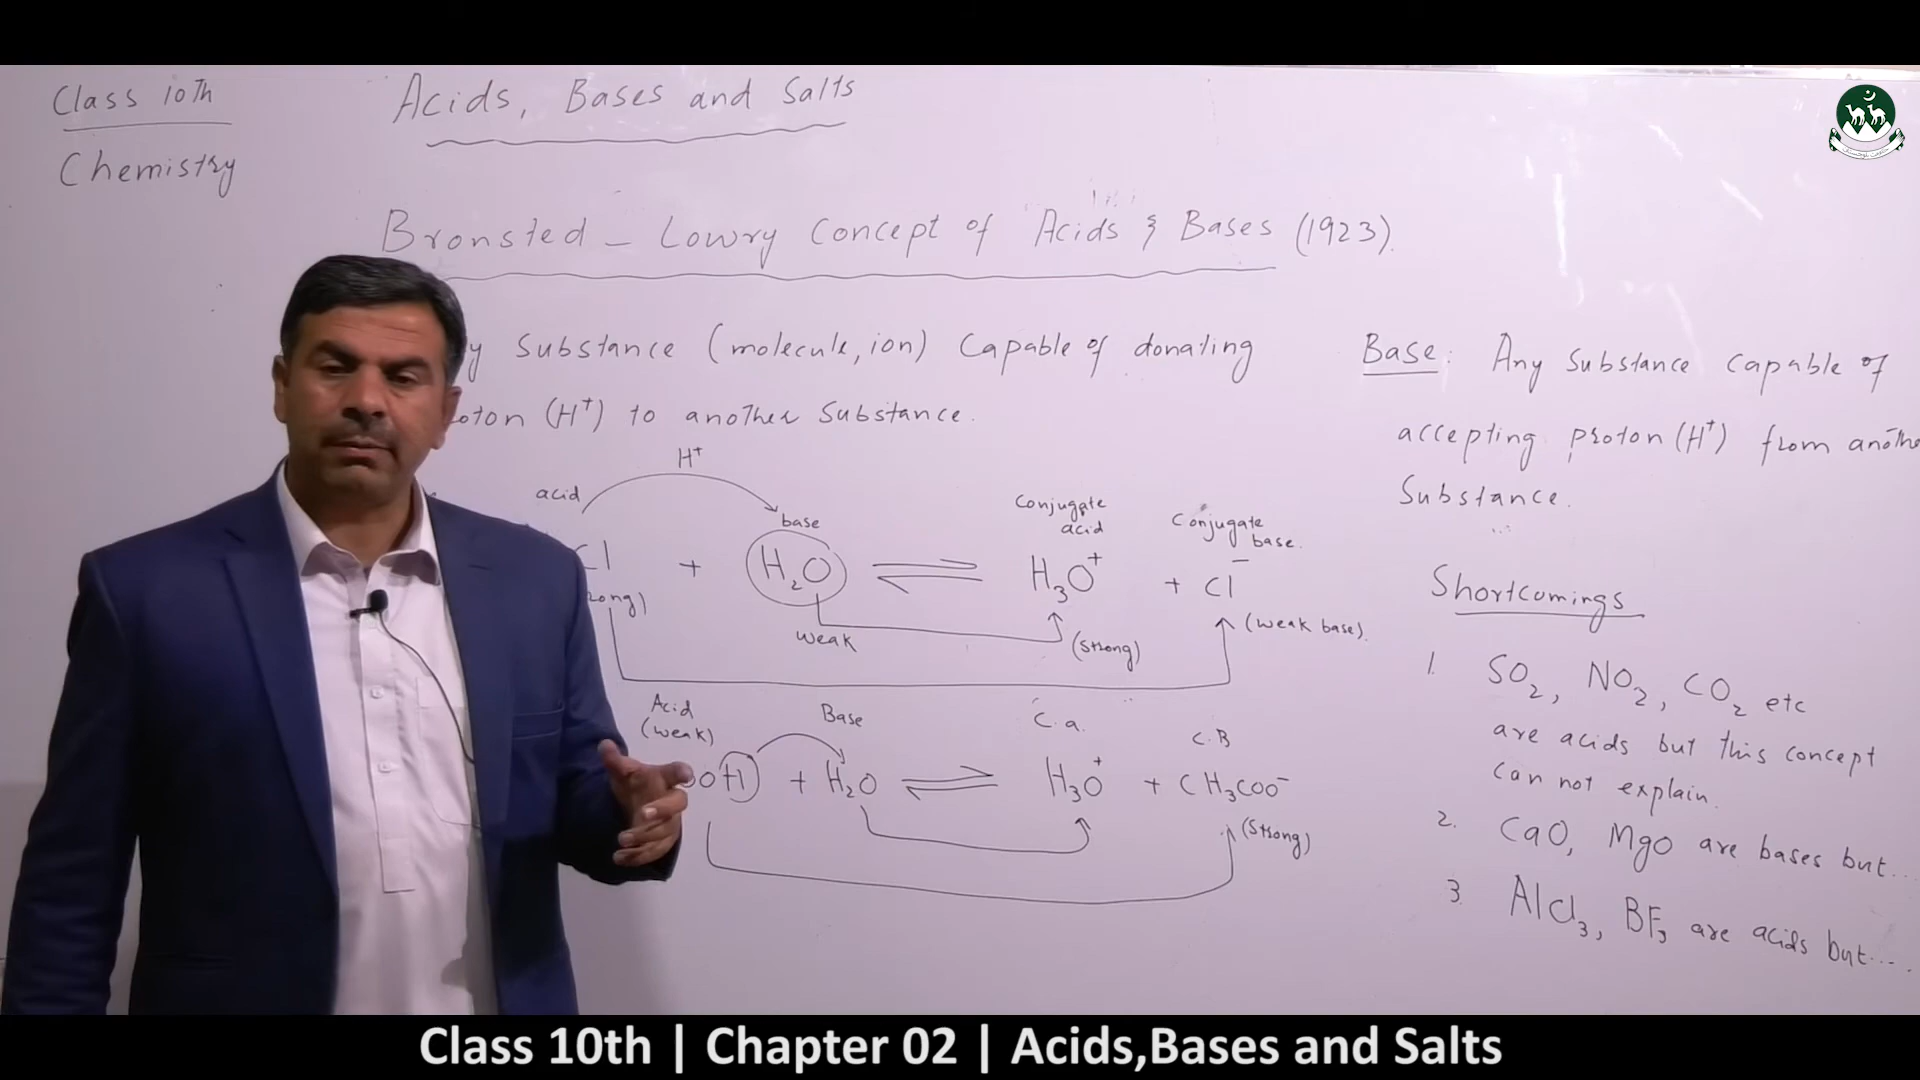 Class 10Th
Chemistry
Acids, Bases and Salts
Bronsted - Lowry Concept of Acids & Bases (1923).
substance (molecule, ion) capable of donating
(H⁺) to another substance.
H⁺
acid
base
Conjugate
acid
Conjugate
base.
Cl + H₂O ⇌ H₃O⁺ + Cl⁻
weak
(strong)
(weak base).
Acid
(weak)
Base
C.a.
C.B
+ H₂O ⇌ H₃O⁺ + CH₃COO⁻
(strong)
Base: Any substance capable of
accepting proton (H⁺) from
Substance.
Shortcomings
1. SO₂, NO₂, CO₂ etc
are acids but this concept
can not explain.
2. CaO, MgO are bases but...
3. AlCl₃, BF₃ are acids but.....
Class 10th | Chapter 02 | Acids,Bases and Salts